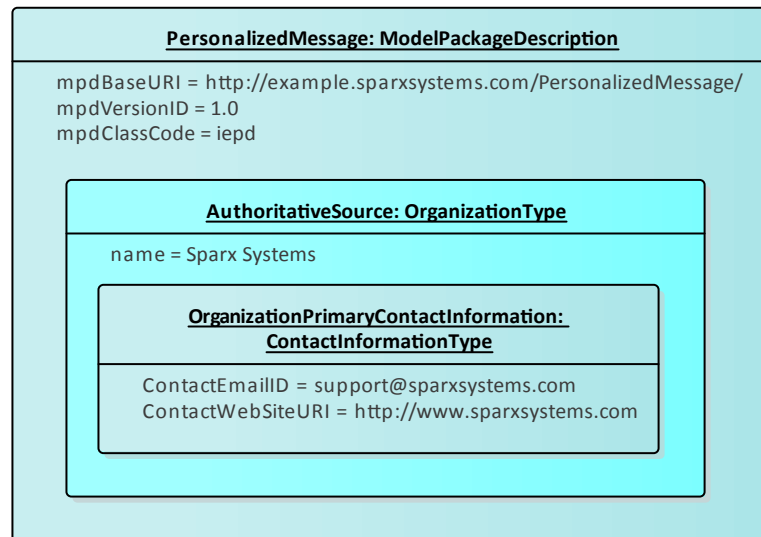 PersonalizedMessage: ModelPackageDescription
mpdBaseURI = http://example.sparxsystems.com/PersonalizedMessage/
mpdVersionID = 1.0
mpdClassCode = iepd
AuthoritativeSource: OrganizationType
name = Sparx Systems
OrganizationPrimaryContactInformation:
ContactInformationType
ContactEmailID = support@sparxsystems.com
ContactWebSiteURI = http://www.sparxsystems.com